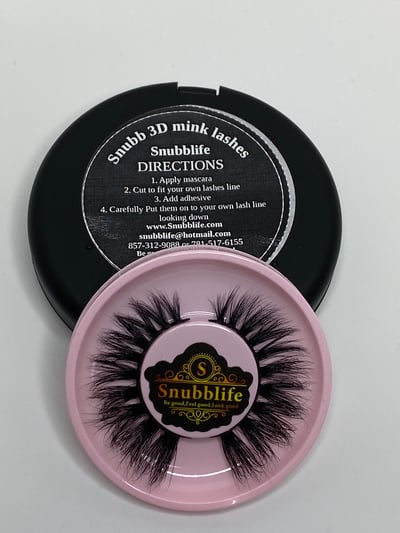 Snubb 3D mink lashes
Snubblife
DIRECTIONS
1. Apply mascara
2. Cut to fit your own lashes line
3. Add adhesive
4. Carefully Put them on to your own lash line
looking down
www.Snubblife.com
snubblife@hotmail.com
857-312-9088 or 781-517-6155
Be
S
Snubblife
Be good,Feel good,Look good